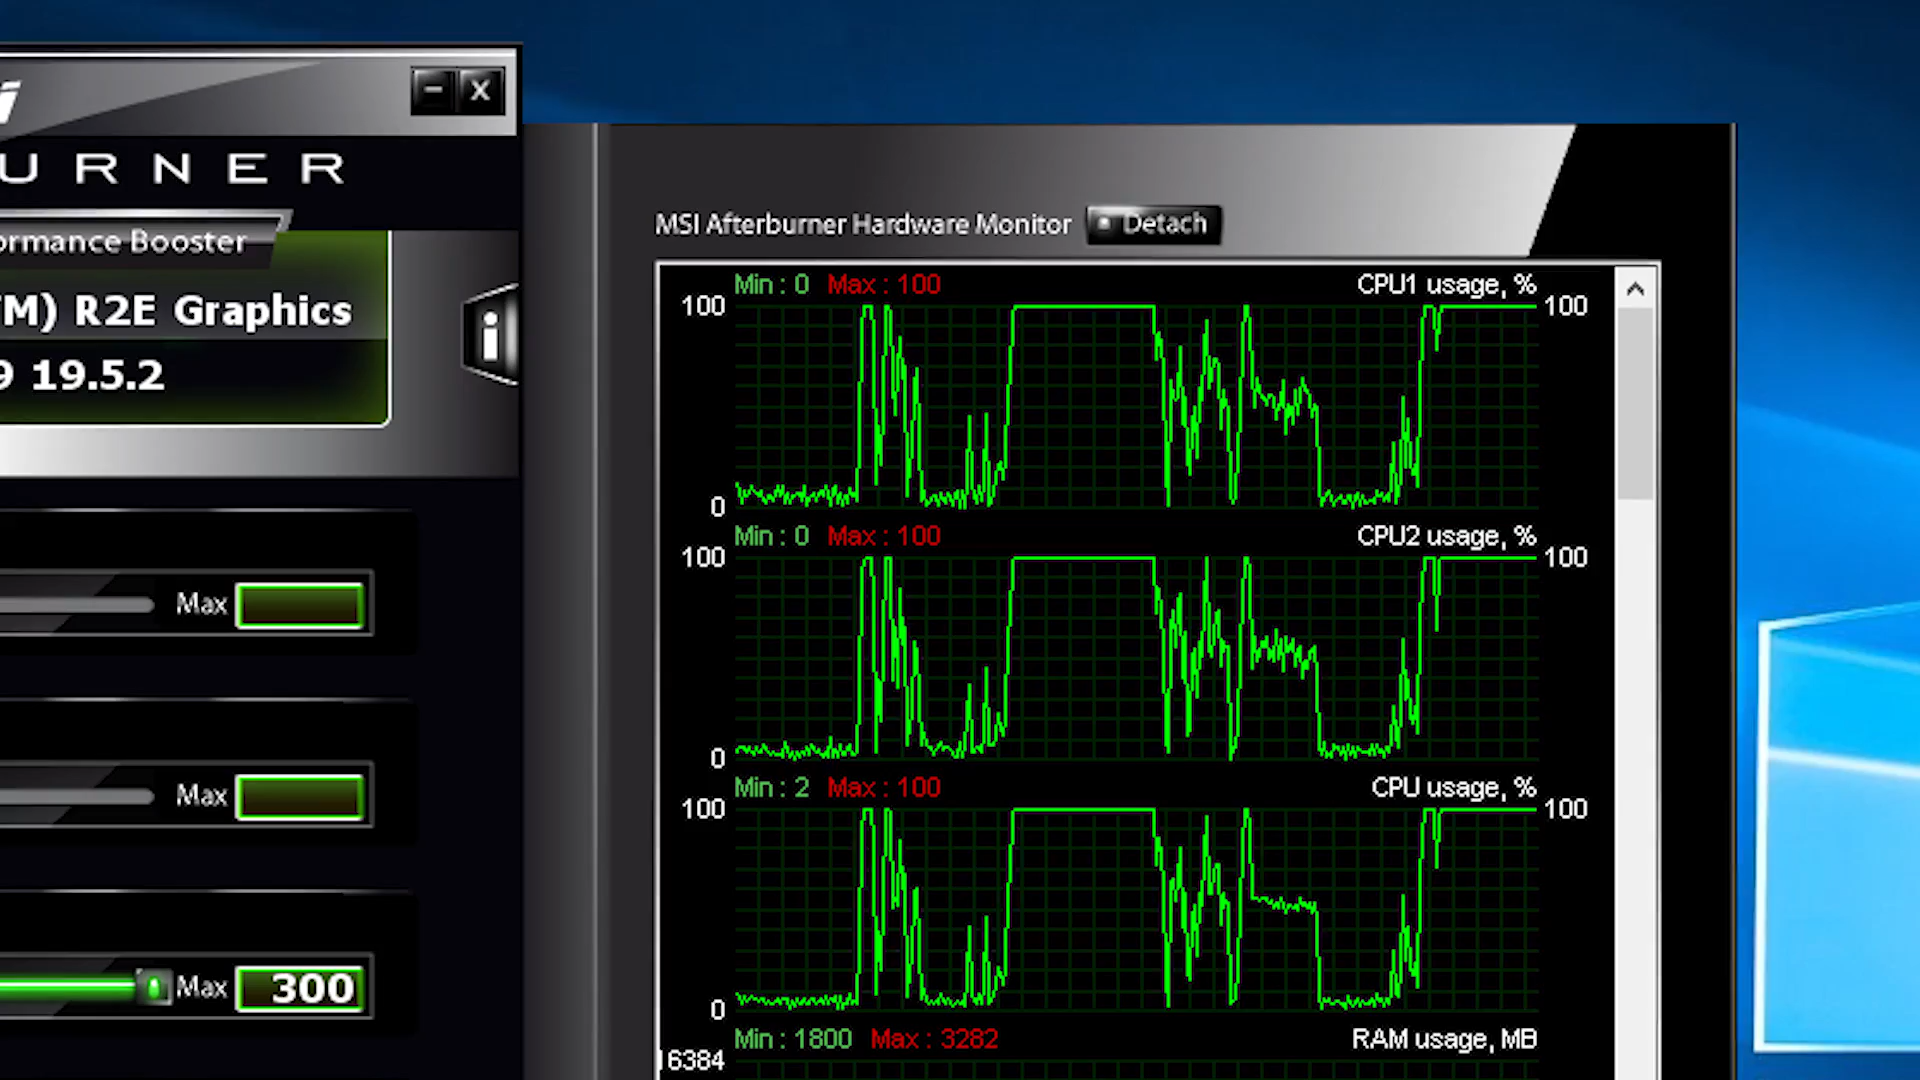 i
URNER
ormance Booster
M) R2E Graphics
9 19.5.2
Max
Max
Max 300
MSI Afterburner Hardware Monitor Detach
Min : 0 Max : 100 CPU1 usage, %
100 100
0
Min : 0 Max : 100 CPU2 usage, %
100 100
0
Min : 2 Max : 100 CPU usage, %
100 100
0
Min : 1800 Max : 3282 RAM usage, MB
16384